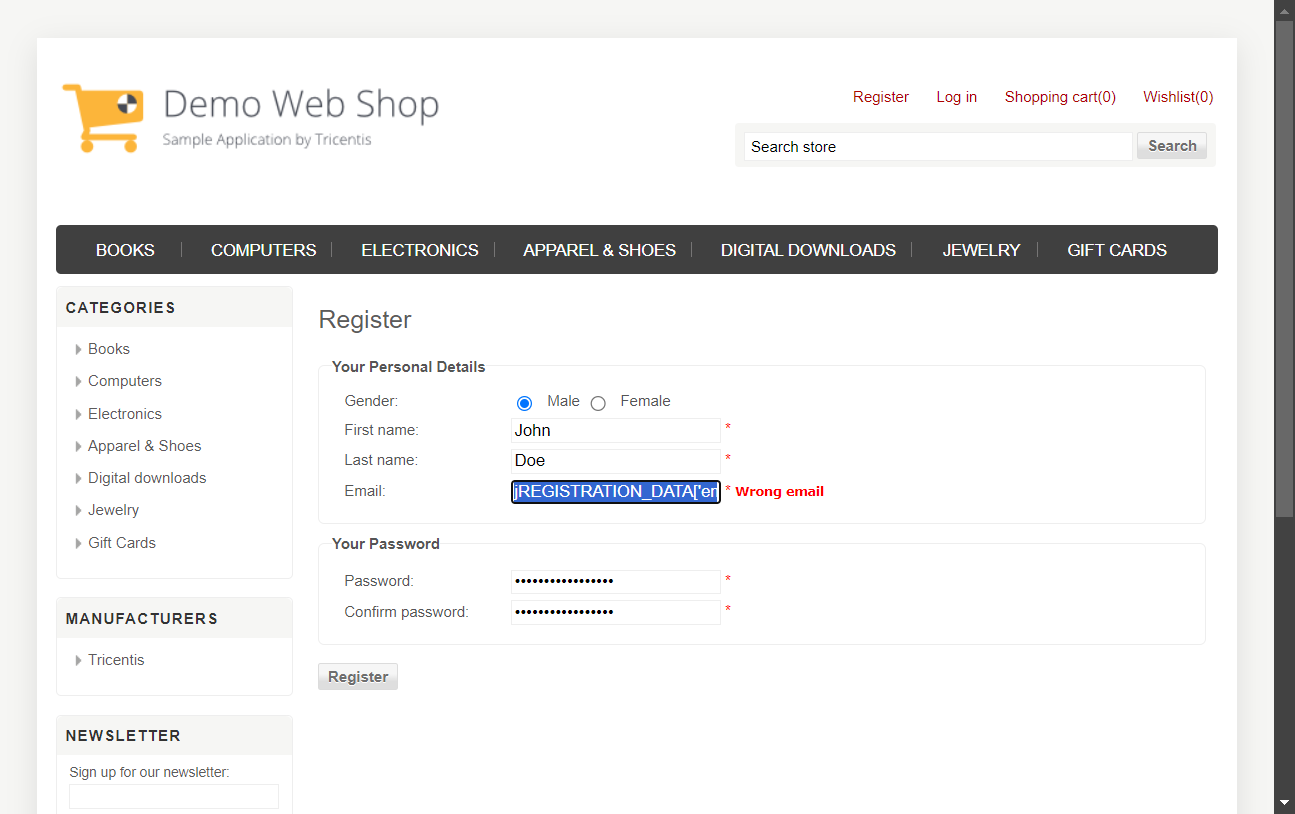 Demo Web Shop
Sample Application by Tricentis
Register Log in Shopping cart(0) Wishlist(0)
Search store Search
BOOKS COMPUTERS ELECTRONICS APPAREL & SHOES DIGITAL DOWNLOADS JEWELRY GIFT CARDS
CATEGORIES
Books
Computers
Electronics
Apparel & Shoes
Digital downloads
Jewelry
Gift Cards
MANUFACTURERS
Tricentis
NEWSLETTER
Sign up for our newsletter:
Register
Your Personal Details
Gender: Male Female
First name: John *
Last name: Doe *
Email: jREGISTRATION_DATA['er * Wrong email
Your Password
Password: ••••••••••••••••• *
Confirm password: ••••••••••••••••• *
Register